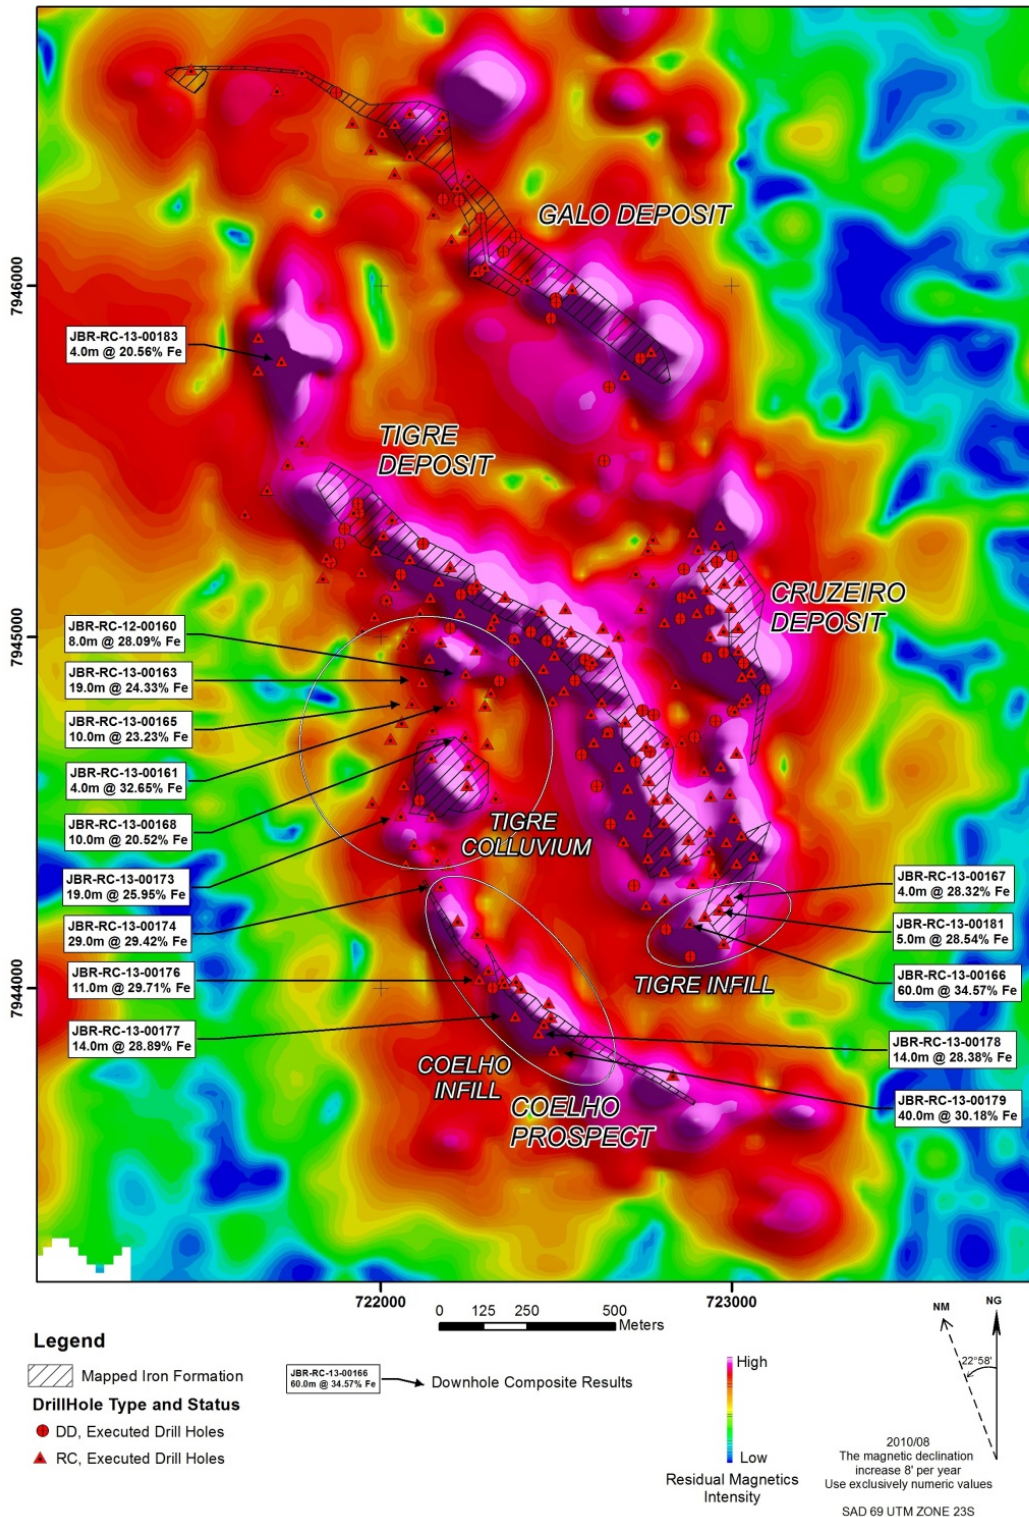 GALO DEPOSIT
7946000
JBR-RC-13-00183
4.0m @ 20.56% Fe
TIGRE
DEPOSIT
CRUZEIRO
DEPOSIT
7945000
JBR-RC-12-00160
8.0m @ 28.09% Fe
JBR-RC-13-00163
19.0m @ 24.33% Fe
JBR-RC-13-00165
10.0m @ 23.23% Fe
JBR-RC-13-00161
4.0m @ 32.65% Fe
JBR-RC-13-00168
10.0m @ 20.52% Fe
TIGRE
COLLUVIUM
JBR-RC-13-00173
19.0m @ 25.95% Fe
JBR-RC-13-00167
4.0m @ 28.32% Fe
JBR-RC-13-00174
29.0m @ 29.42% Fe
JBR-RC-13-00181
5.0m @ 28.54% Fe
JBR-RC-13-00176
11.0m @ 29.71% Fe
TIGRE INFILL
JBR-RC-13-00166
60.0m @ 34.57% Fe
7944000
JBR-RC-13-00177
14.0m @ 28.89% Fe
JBR-RC-13-00178
14.0m @ 28.38% Fe
COELHO
INFILL
COELHO
PROSPECT
JBR-RC-13-00179
40.0m @ 30.18% Fe
722000
723000
0 125 250 500
Meters
Legend
Mapped Iron Formation
JBR-RC-13-00166
60.0m @ 34.57% Fe
Downhole Composite Results
DrillHole Type and Status
DD, Executed Drill Holes
RC, Executed Drill Holes
High
Low
Residual Magnetics
Intensity
NM
NG
22°58'
2010/08
The magnetic declination
increase 8' per year
Use exclusively numeric values
SAD 69 UTM ZONE 23S